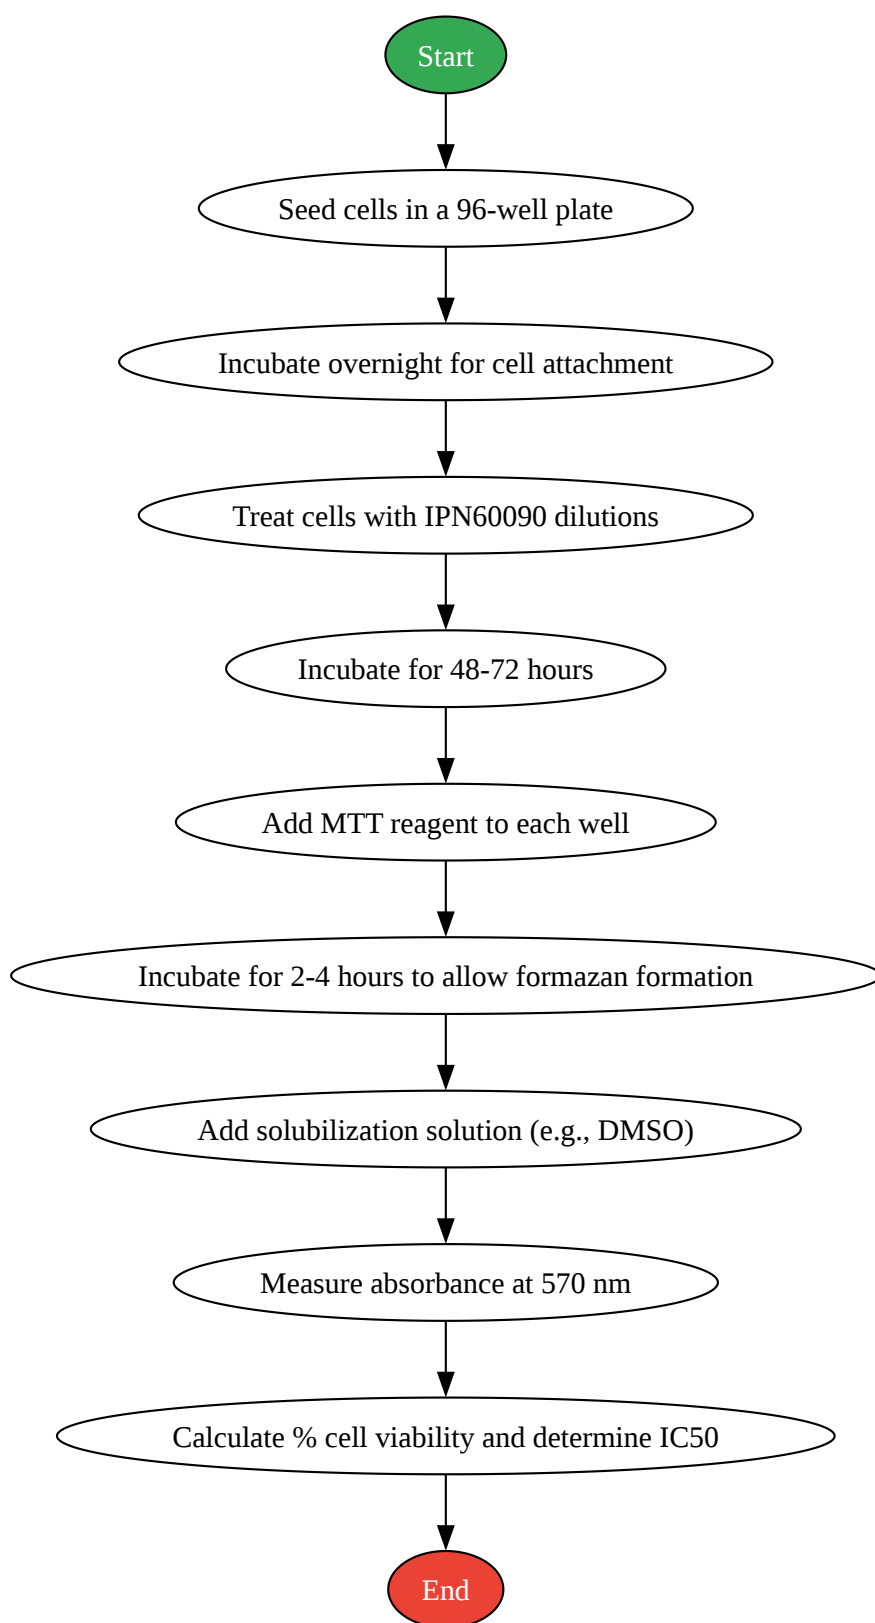 Start
Seed cells in a 96-well plate
Incubate overnight for cell attachment
Treat cells with IPN60090 dilutions
Incubate for 48-72 hours
Add MTT reagent to each well
Incubate for 2-4 hours to allow formazan formation
Add solubilization solution (e.g., DMSO)
Measure absorbance at 570 nm
Calculate % cell viability and determine IC50
End